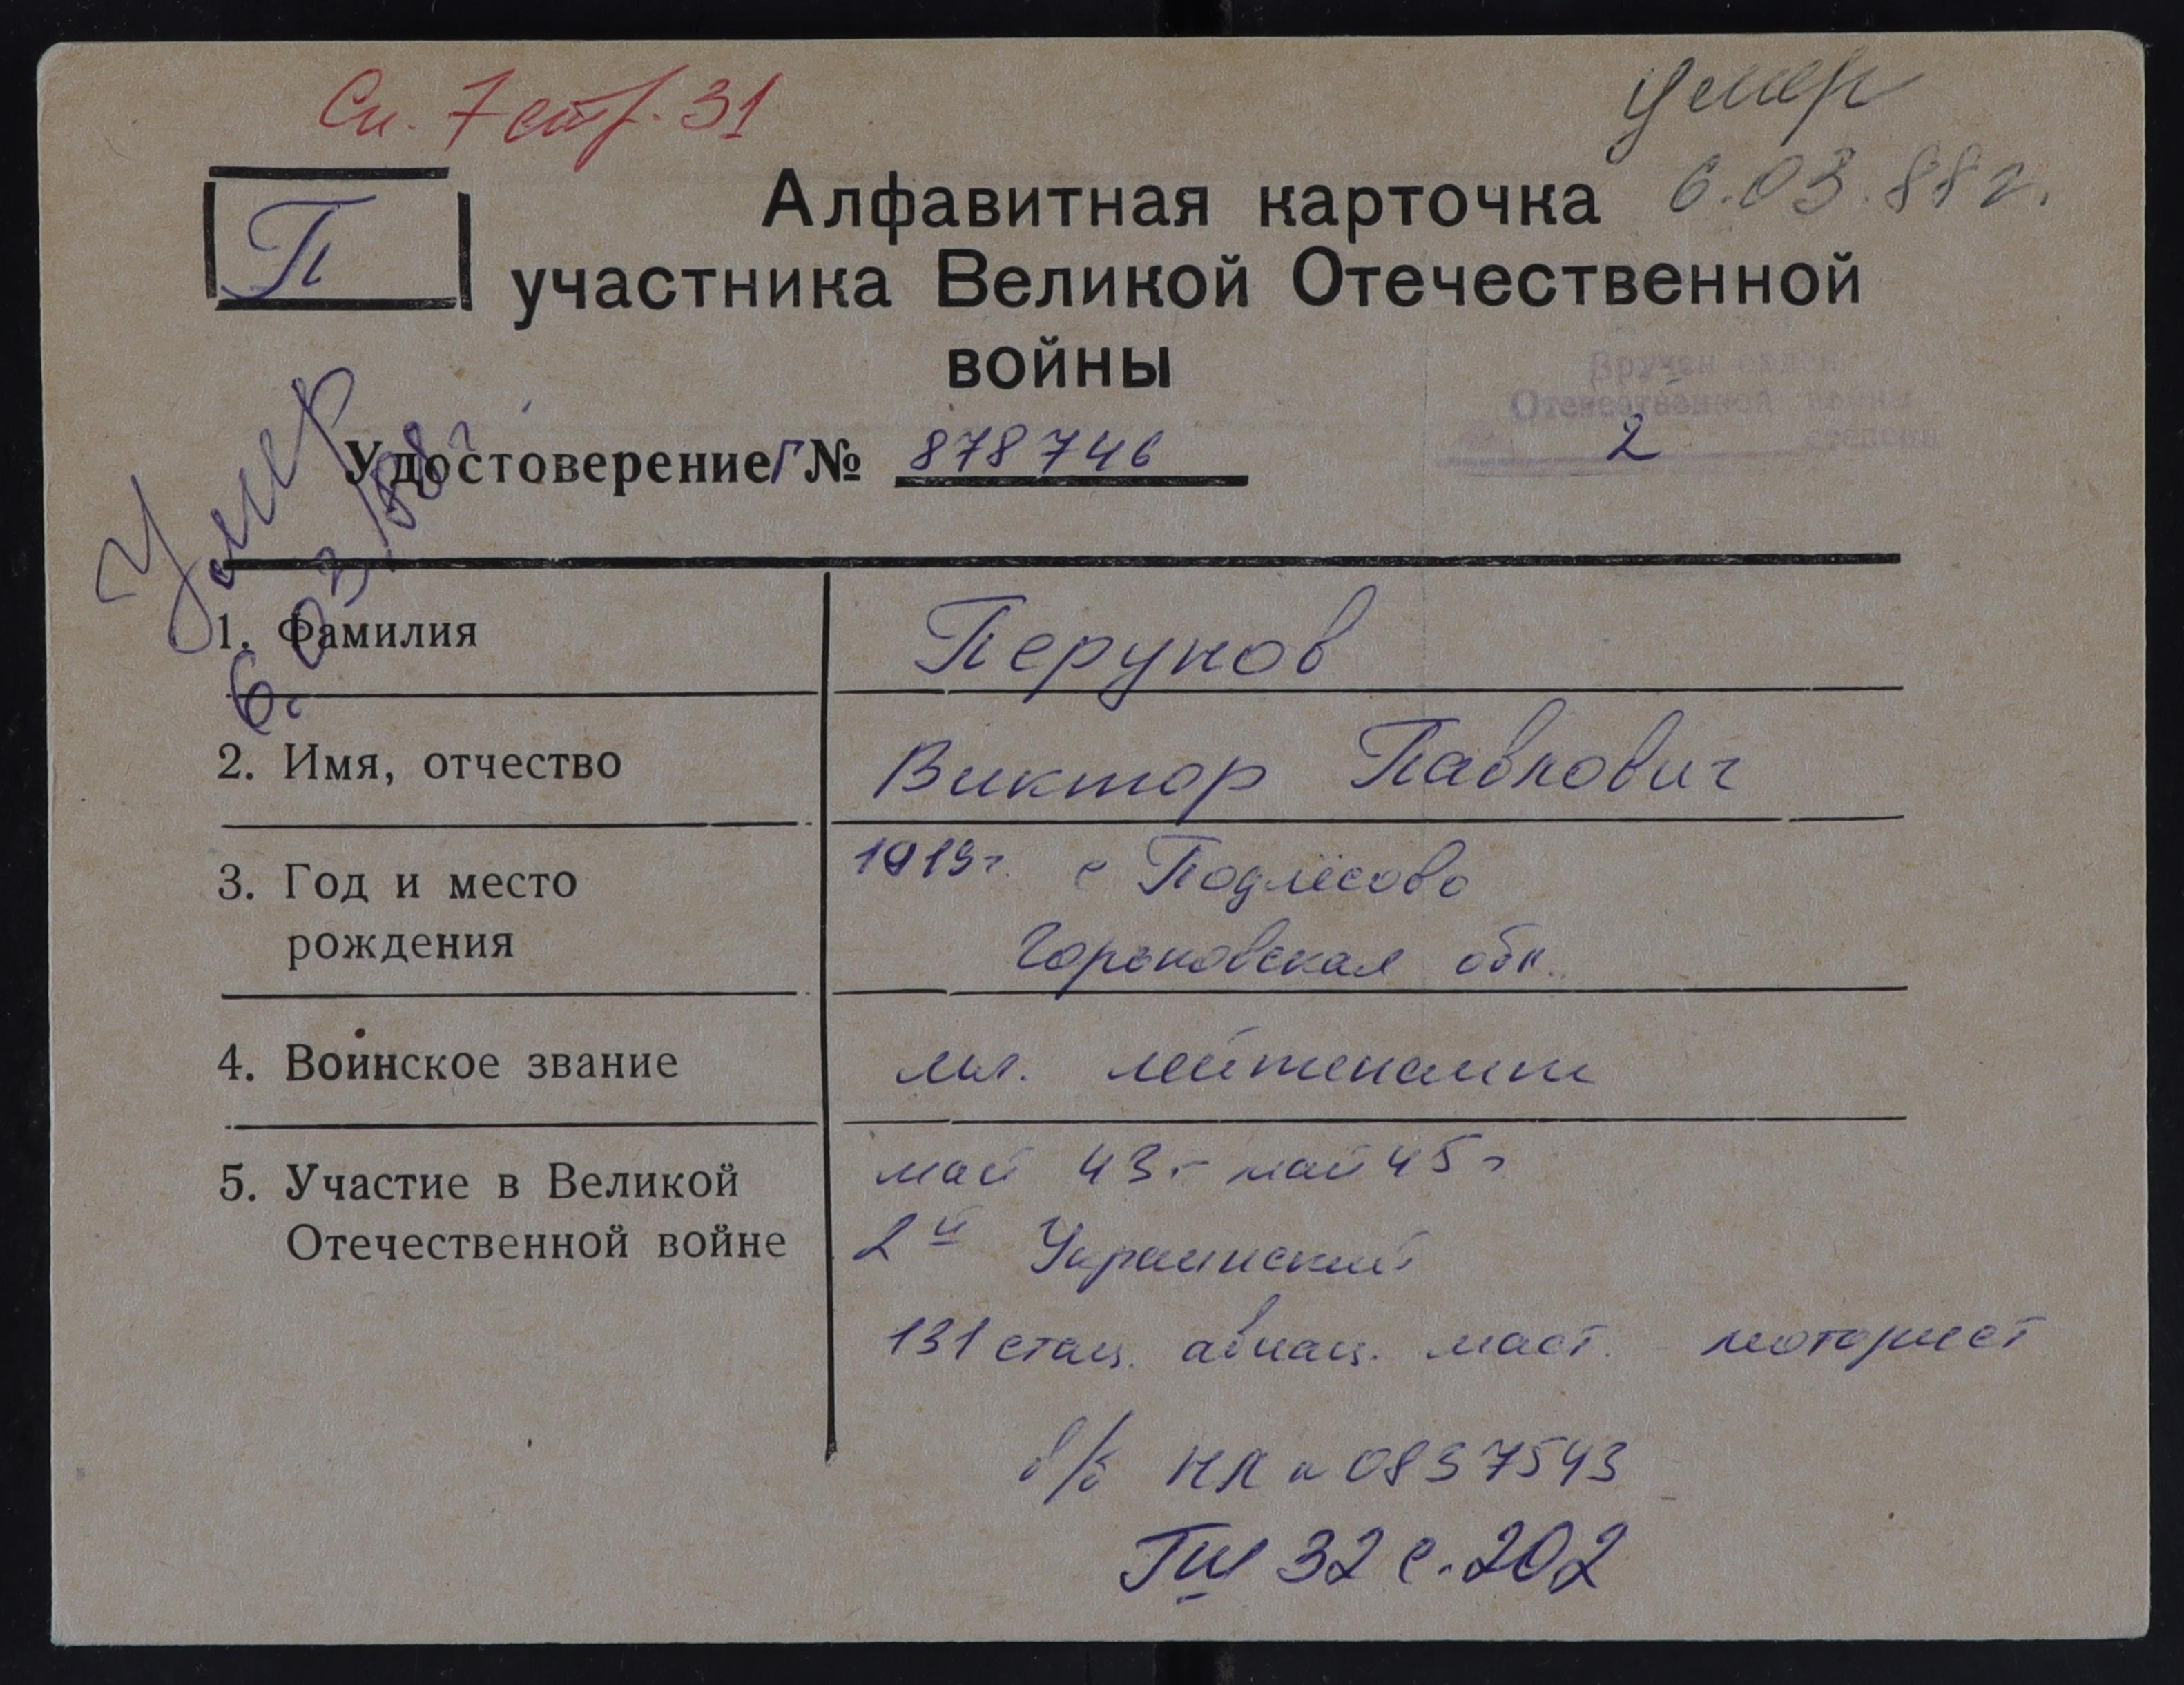 Сп. 7 стр. 31
умер
6.03.88 г.
П
Алфавитная карточка
участника Великой Отечественной
войны
Вручен орден
Отечественной войны
2 степени
Удостоверение Г № 878746
Умер
6.03.88 г
1. Фамилия
Перунов
2. Имя, отчество
Виктор Павлович
3. Год и место
рождения
1919 г. с Подлесово
Горьковская обл.
4. Воинское звание
мл. лейтенант
5. Участие в Великой
Отечественной войне
май 43 г - май 45 г
2й Украинский
131 стац. авиац. маст. моторист
в/б НЛ № 0837543
ГШ 32 с. 202